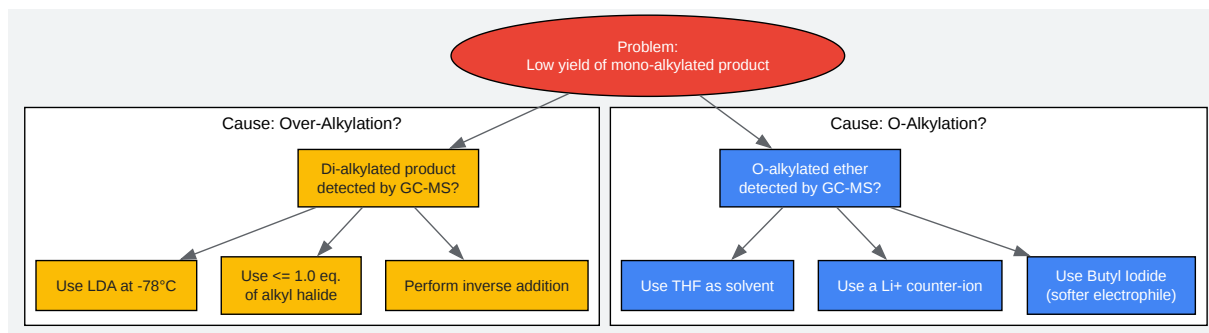 Problem:
Low yield of mono-alkylated product
Cause: Over-Alkylation?
Di-alkylated product
detected by GC-MS?
Use LDA at -78°C
Use <= 1.0 eq.
of alkyl halide
Perform inverse addition
Cause: O-Alkylation?
O-alkylated ether
detected by GC-MS?
Use THF as solvent
Use a Li+ counter-ion
Use Butyl Iodide
(softer electrophile)